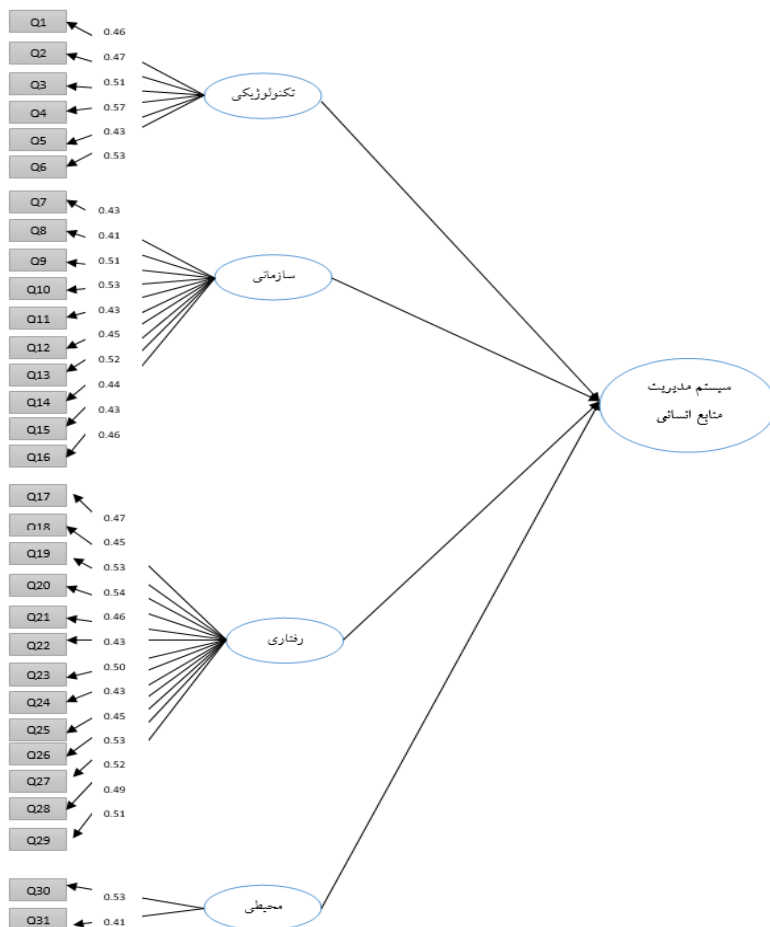 Q1
0.46
Q2
0.47
Q3
0.51
Q4
0.57
Q5
0.43
Q6
0.53
تکنولوژیکی
Q7
0.43
Q8
0.41
Q9
0.51
Q10
0.53
Q11
0.43
Q12
0.45
Q13
0.52
Q14
0.44
Q15
0.43
Q16
0.46
سازمانی
سیستم مدیریت
منابع انسانی
Q17
0.47
Q18
0.45
Q19
0.53
Q20
0.54
Q21
0.46
Q22
0.43
Q23
0.50
Q24
0.43
Q25
0.45
Q26
0.53
Q27
0.52
Q28
0.49
Q29
0.51
رفتاری
Q30
0.53
Q31
0.41
محیطی